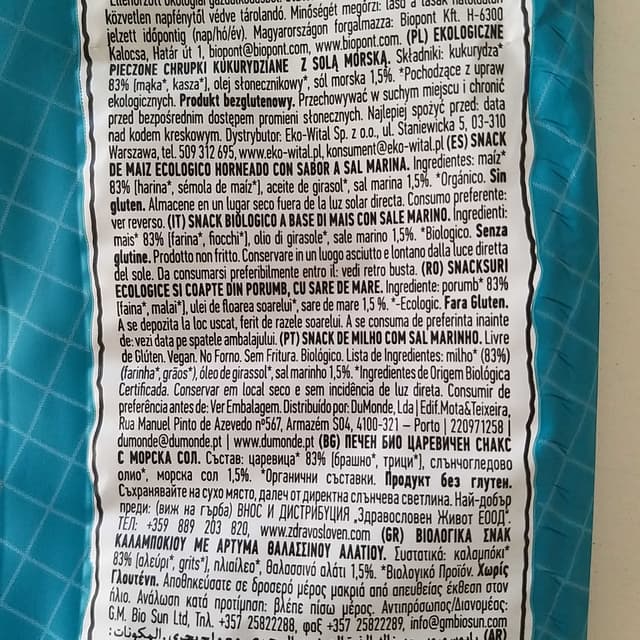 közvetlen napfénytől védve tárolandó. Minőségét megőrzi: lásd a tasak hátoldalán
jelzett időpontig (nap/hó/év). Magyarországon forgalmazza: Biopont Kft. H-6300
Kalocsa, Határ út 1, biopont@biopont.com, www.biopont.com. (PL) EKOLOGICZNE
PIECZONE CHRUPKI KUKURYDZIANE Z SOLĄ MORSKĄ. Składniki: kukurydza*
83% [mąka*, kasza*], olej słonecznikowy*, sól morska 1,5%. *Pochodzące z upraw
ekologicznych. Produkt bezglutenowy. Przechowywać w suchym miejscu i chronić
przed bezpośrednim dostępem promieni słonecznych. Najlepiej spożyć przed: data
nad kodem kreskowym. Dystrybutor: Eko-Wital Sp. z o.o., ul. Staniewicka 5, 03-310
Warszawa, tel. 509 312 695, www.eko-wital.pl, konsument@eko-wital.pl (ES) SNACK
DE MAIZ ECOLOGICO HORNEADO CON SABOR A SAL MARINA. Ingredientes: maíz*
83% [harina*, sémola de maíz*], aceite de girasol*, sal marina 1,5%. *Orgánico. Sin
gluten. Almacene en un lugar seco fuera de la luz solar directa. Consumo preferente:
ver reverso. (IT) SNACK BIOLOGICO A BASE DI MAIS CON SALE MARINO. Ingredienti:
mais* 83% [farina*, fiocchi*], olio di girasole*, sale marino 1,5%. *Biologico. Senza
glutine. Prodotto non fritto. Conservare in un luogo asciutto e lontano dalla luce diretta
del sole. Da consumarsi preferibilmente entro il: vedi retro busta. (RO) SNACKSURI
ECOLOGICE SI COAPTE DIN PORUMB, CU SARE DE MARE. Ingrediente: porumb* 83%
[faina*, malai*], ulei de floarea soarelui*, sare de mare 1,5 %. *-Ecologic. Fara Gluten.
A se depozita la loc uscat, ferit de razele soarelui. A se consuma de preferinta inainte
de: vezi data pe spatele ambalajului. (PT) SNACK DE MILHO COM SAL MARINHO. Livre
de Glúten. Vegan. No Forno. Sem Fritura. Biológico. Lista de Ingredientes: milho* (83%)
(farinha*, grãos*), óleo de girassol*, sal marinho 1,5%. *Ingredientes de Origem Biológica
Certificada. Conservar em local seco e sem incidência de luz direta. Consumir de
preferência antes de: Ver Embalagem. Distribuído por: DuMonde, Lda | Edif.Mota&Teixeira,
Rua Manuel Pinto de Azevedo nº567, Armazém S04, 4100-321 – Porto | 220971258 |
dumonde@dumonde.pt | www.dumonde.pt (BG) ПЕЧЕН БИО ЦАРЕВИЧЕН СНАКС
С МОРСКА СОЛ. Състав: царевица* 83% [брашно*, трици*], слънчогледово
олио*, морска сол 1,5%. *Органични съставки. Продукт без глутен.
Съхранявайте на сухо място, далеч от директна слънчева светлина. Най-добър
преди: (виж на гърба) ВНОС И ДИСТРИБУЦИЯ „Здравословен Живот ЕООД“.
ТЕЛ: +359 889 203 820, www.zdravosloven.com (GR) ΒΙΟΛΟΓΙΚΑ ΣΝΑΚ
ΚΑΛΑΜΠΟΚΙΟΥ ΜΕ ΑΡΤΥΜΑ ΘΑΛΑΣΣΙΝΟΥ ΑΛΑΤΙΟΥ. Συστατικά: καλαμπόκι*
83% [αλεύρι*, grits*], ηλιέλαιο*, θαλασσινό αλάτι 1,5%. *Βιολογικό Προϊόν. Χωρίς
Γλουτένη. Αποθηκεύσατε σε δροσερό μέρος μακριά από απευθείας έκθεση στον
ήλιο. Ανάλωση κατά προτίμηση: βλέπε πίσω μέρος. Αντιπρόσωπος/Διανομέας:
G.M. Bio Sun Ltd, Τηλ. +357 25822288, φαξ +357 25822289, info@gmbiosun.com
(AR)